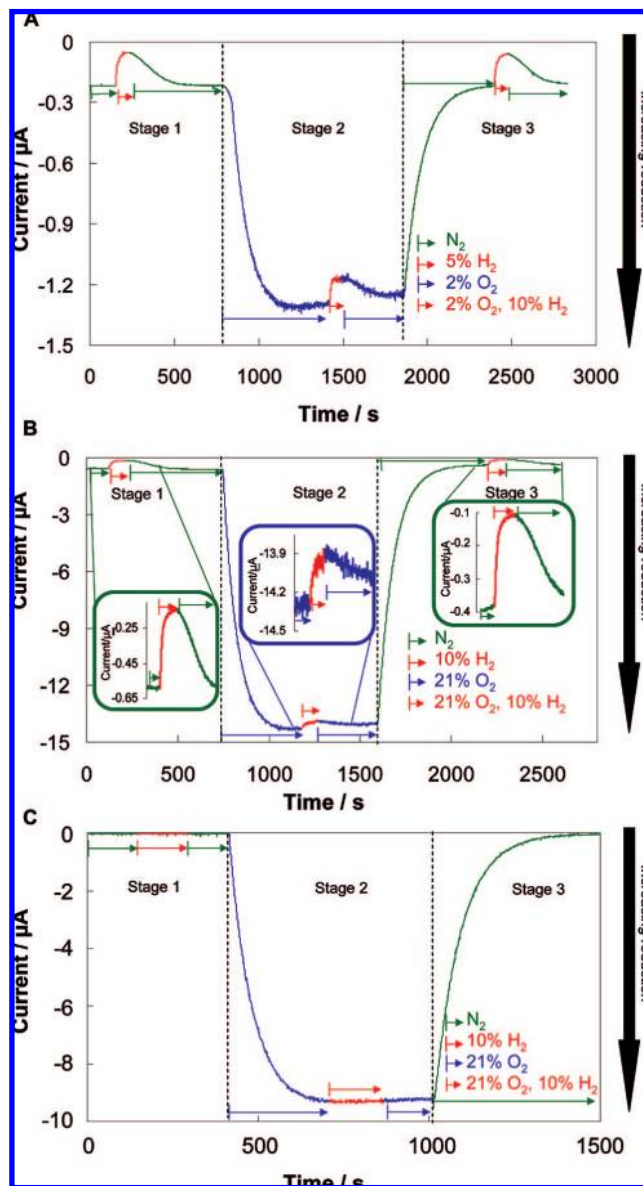 A
0
-0.3
-0.6
-0.9
-1.2
-1.5
Current / µA
Stage 1
Stage 2
Stage 3
N2
5% H2
2% O2
2% O2, 10% H2
0 500 1000 1500 2000 2500 3000
Time / s
B
0
-3
-6
-9
-12
-15
Current / µA
Stage 1
Stage 2
Stage 3
Current/µA
-0.25
-0.45
-0.65
Current/µA
-13.9
-14.2
-14.5
Current/µA
-0.1
-0.2
-0.3
-0.4
N2
10% H2
21% O2
21% O2, 10% H2
0 500 1000 1500 2000 2500
Time / s
C
0
-2
-4
-6
-8
-10
Current / µA
Stage 1
Stage 2
Stage 3
N2
10% H2
21% O2
21% O2, 10% H2
0 500 1000 1500
Time / s